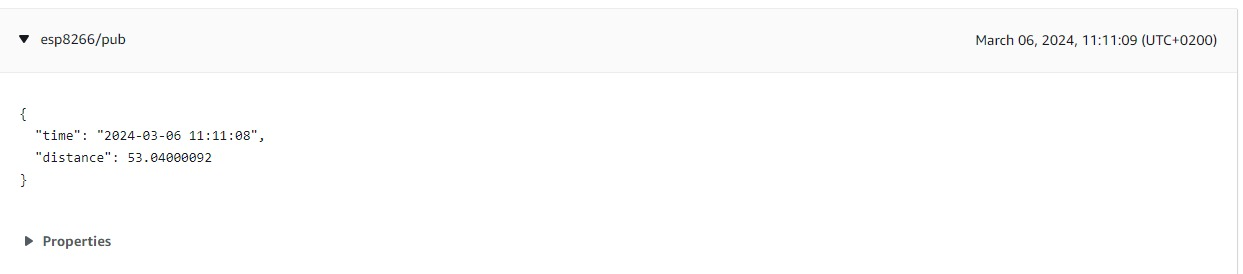 esp8266/pub
March 06, 2024, 11:11:09 (UTC+0200)
{
"time": "2024-03-06 11:11:08",
"distance": 53.04000092
}
Properties